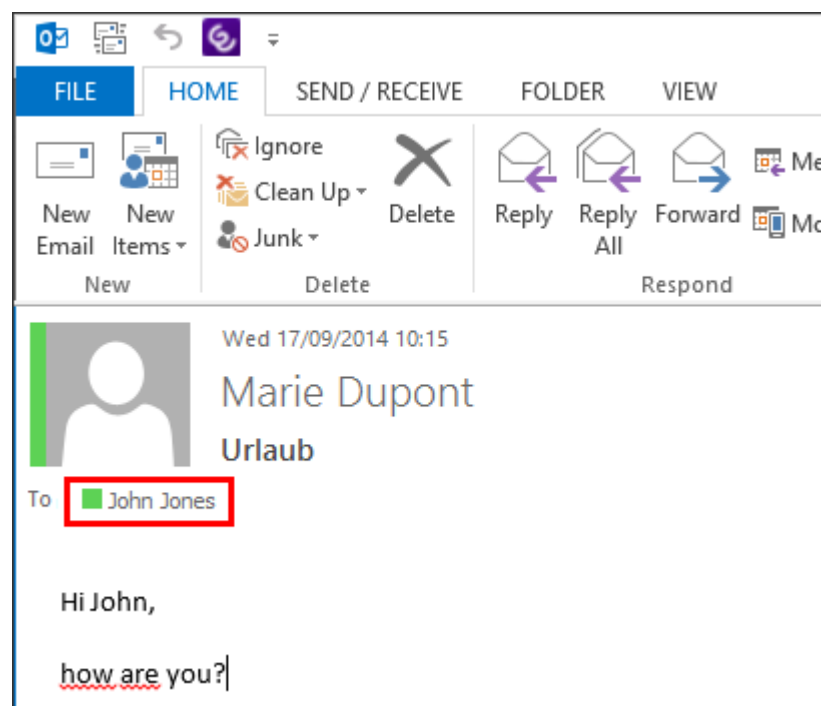 FILE HOME SEND / RECEIVE FOLDER VIEW
Ignore
Clean Up
Junk
New Email
New Items
Delete
Reply
Reply All
Forward
New Delete Respond
Wed 17/09/2014 10:15
Marie Dupont
Urlaub
To John Jones
Hi John,
how are you?